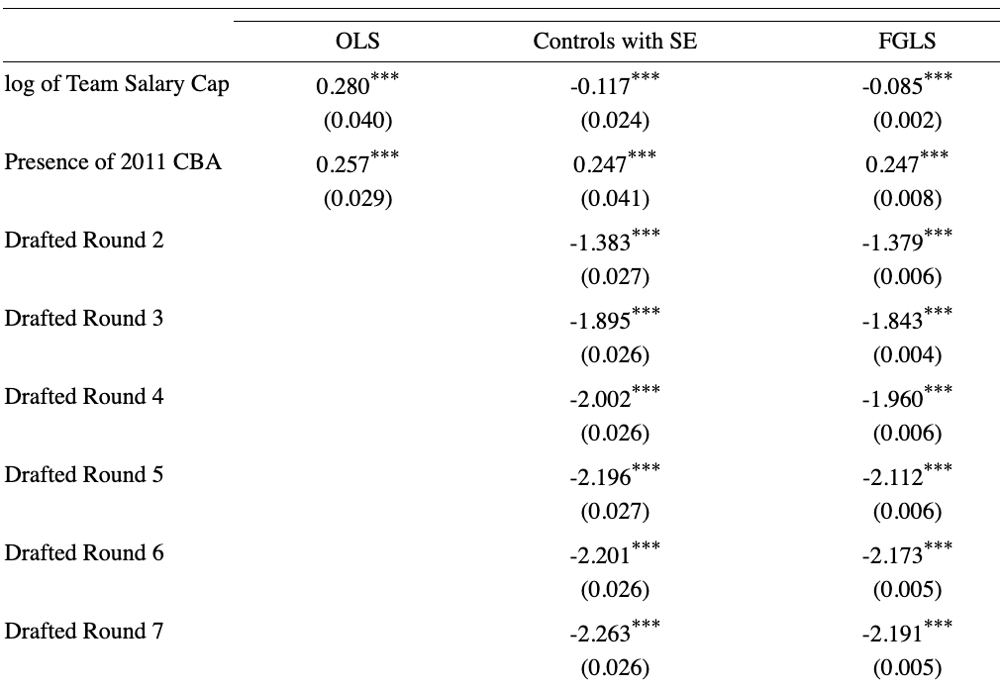 OLS Controls with SE FGLS
log of Team Salary Cap 0.280*** -0.117*** -0.085***
(0.040) (0.024) (0.002)
Presence of 2011 CBA 0.257*** 0.247*** 0.247***
(0.029) (0.041) (0.008)
Drafted Round 2 -1.383*** -1.379***
(0.027) (0.006)
Drafted Round 3 -1.895*** -1.843***
(0.026) (0.004)
Drafted Round 4 -2.002*** -1.960***
(0.026) (0.006)
Drafted Round 5 -2.196*** -2.112***
(0.027) (0.006)
Drafted Round 6 -2.201*** -2.173***
(0.026) (0.005)
Drafted Round 7 -2.263*** -2.191***
(0.026) (0.005)